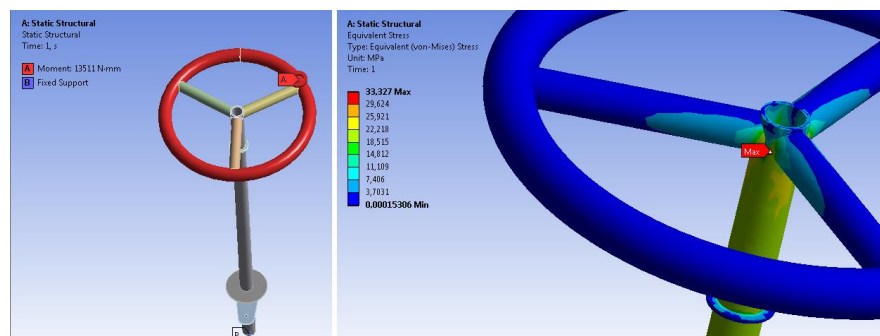 A: Static Structural
Static Structural
Time: 1, s
A Moment: 13511 N-mm
B Fixed Support
A
B
A: Static Structural
Equivalent Stress
Type: Equivalent (von-Mises) Stress
Unit: MPa
Time: 1
33,327 Max
29,624
25,921
22,218
18,515
14,812
11,109
7,406
3,7031
0,00015306 Min
Max